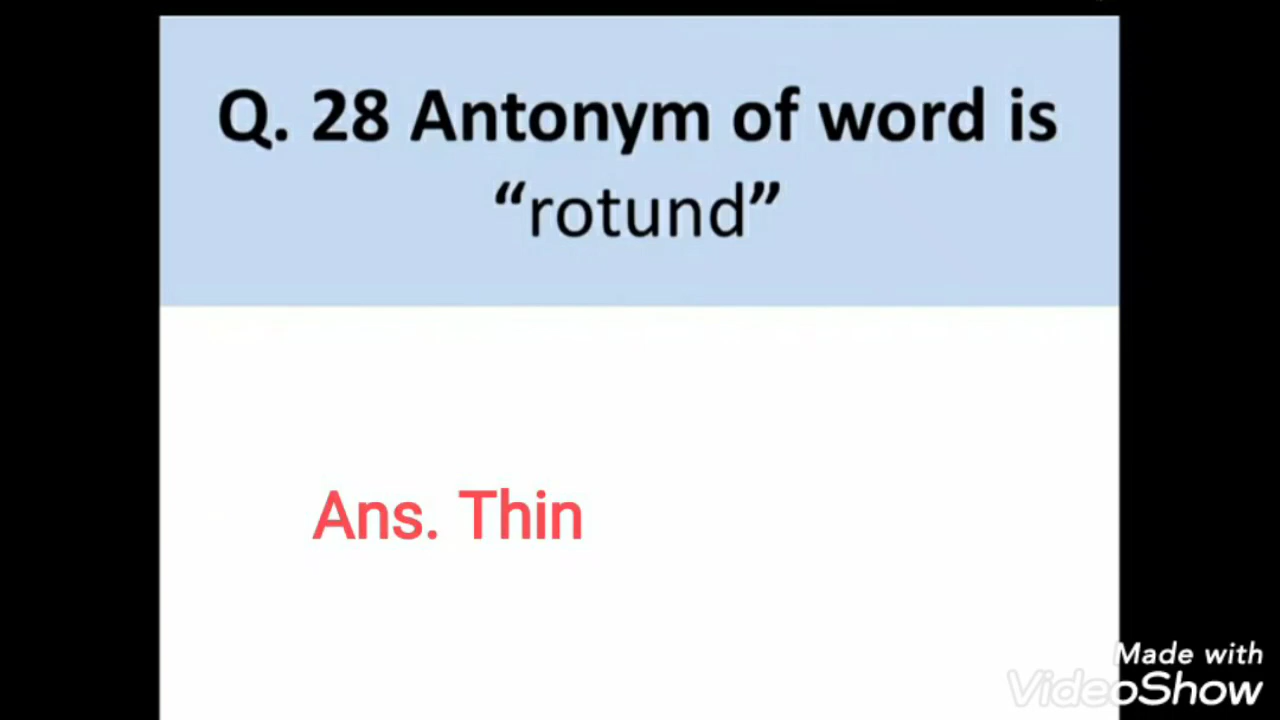 Q. 28 Antonym of word is
“rotund”
Ans. Thin
Made with
VideoShow